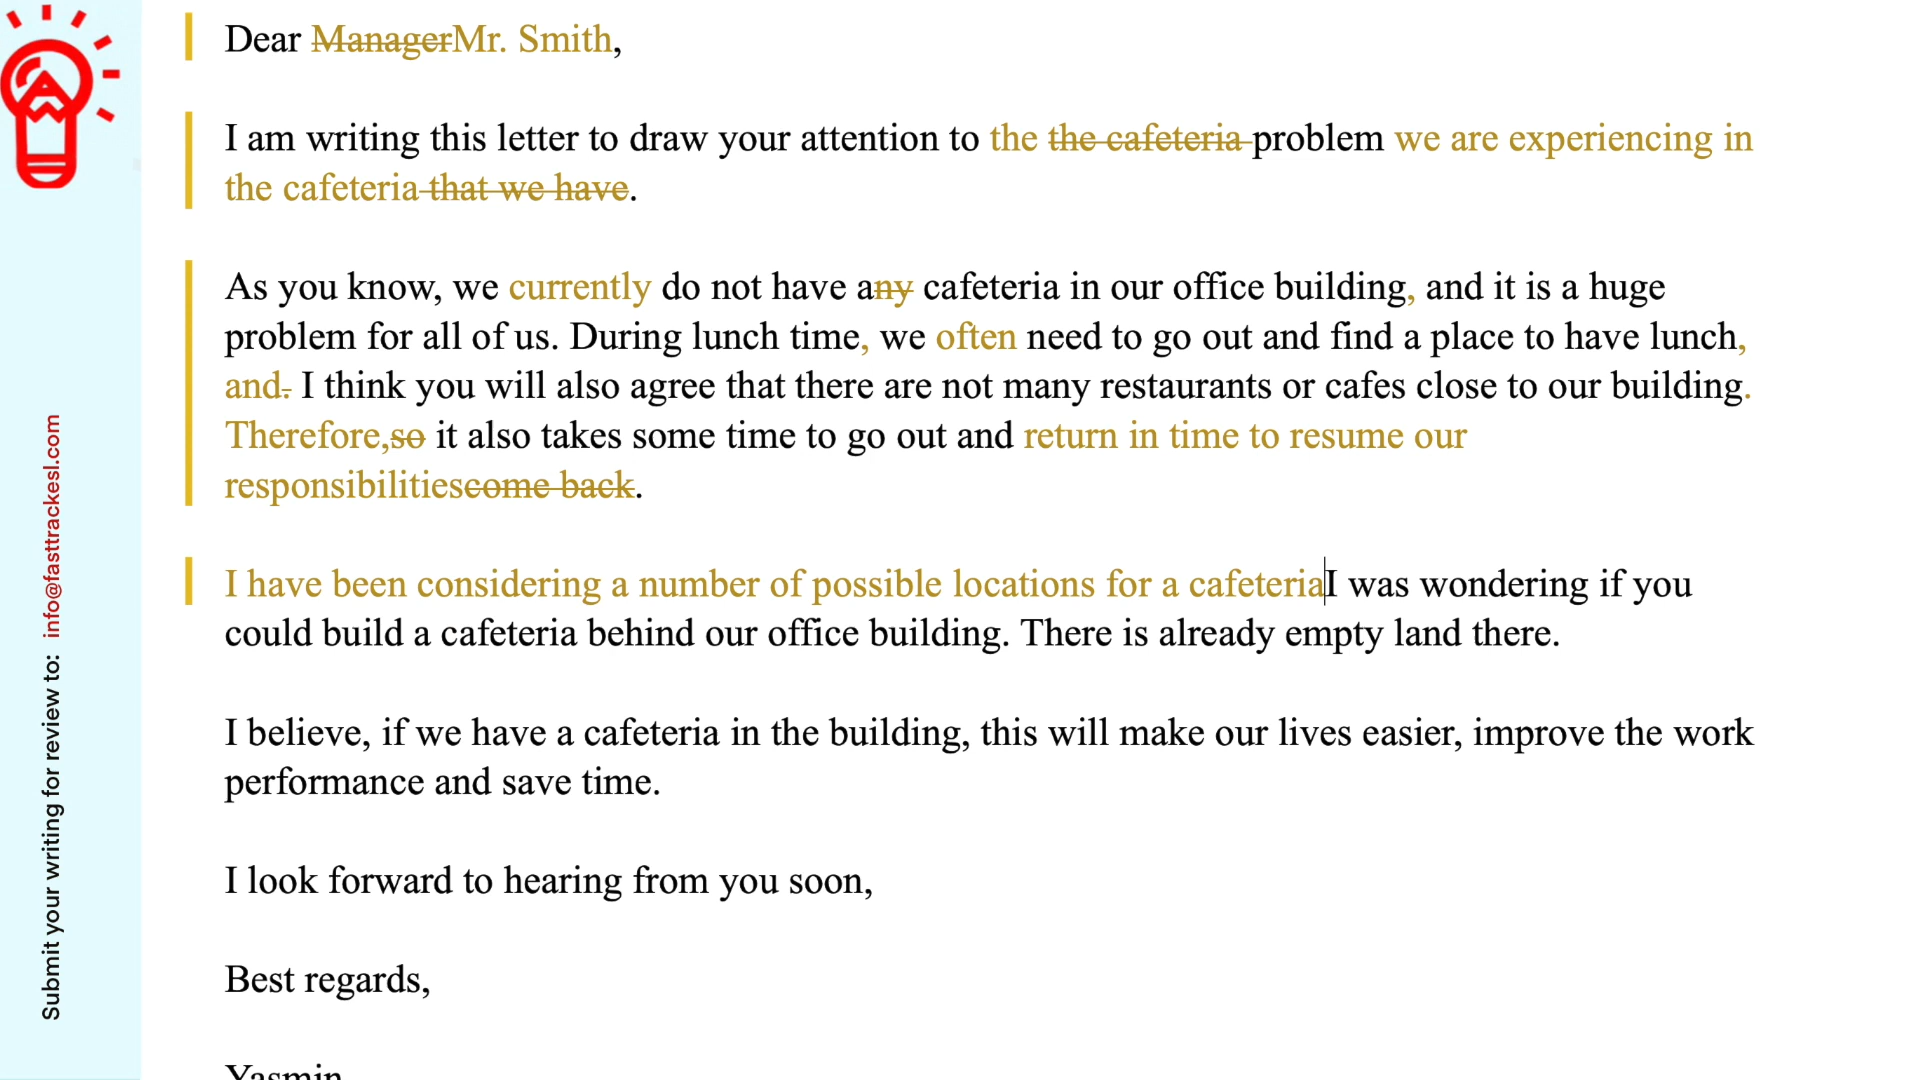 Dear ManagerMr. Smith,
I am writing this letter to draw your attention to the the cafeteria problem we are experiencing in
the cafeteria that we have.
As you know, we currently do not have any cafeteria in our office building, and it is a huge
problem for all of us. During lunch time, we often need to go out and find a place to have lunch,
and. I think you will also agree that there are not many restaurants or cafes close to our building.
Therefore,so it also takes some time to go out and return in time to resume our
responsibilitiescome back.
I have been considering a number of possible locations for a cafeteriaI was wondering if you
could build a cafeteria behind our office building. There is already empty land there.
I believe, if we have a cafeteria in the building, this will make our lives easier, improve the work
performance and save time.
I look forward to hearing from you soon,
Best regards,
Yasmin
Submit your writing for review to: info@fasttrackesl.com